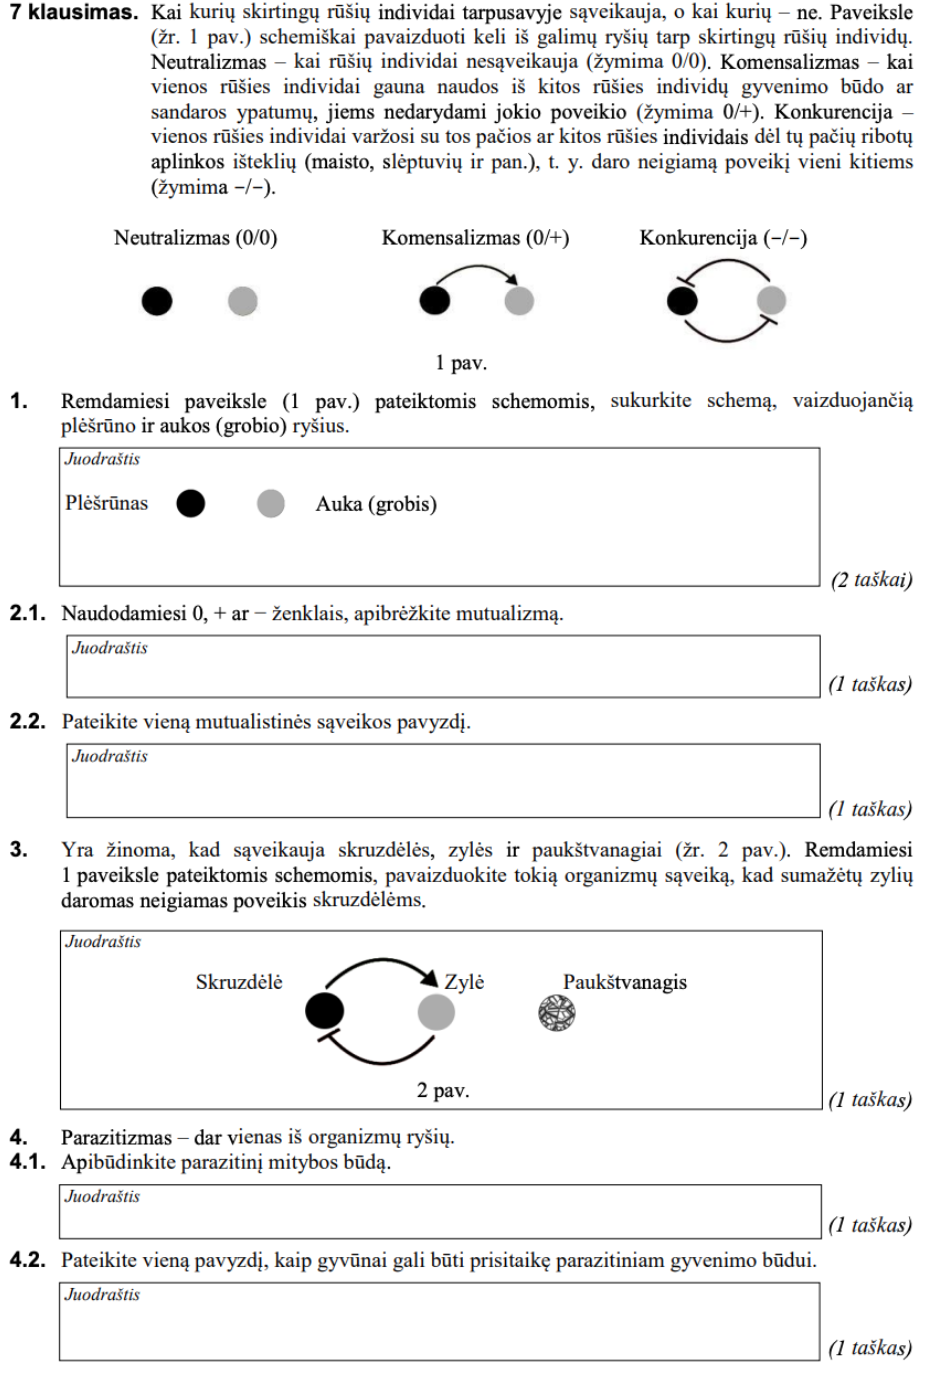 7 klausimas. Kai kurių skirtingų rūšių individai tarpusavyje sąveikauja, o kai kurių – ne. Paveiksle
(žr. 1 pav.) schemiškai pavaizduoti keli iš galimų ryšių tarp skirtingų rūšių individų.
Neutralizmas – kai rūšių individai nesąveikauja (žymima 0/0). Komensalizmas – kai
vienos rūšies individai gauna naudos iš kitos rūšies individų gyvenimo būdo ar
sandaros ypatumų, jiems nedarydami jokio poveikio (žymima 0/+). Konkurencija –
vienos rūšies individai varžosi su tos pačios ar kitos rūšies individais dėl tų pačių ribotų
aplinkos išteklių (maisto, slėptuvių ir pan.), t. y. daro neigiamą poveikį vieni kitiems
(žymima −/−).
Neutralizmas (0/0) Komensalizmas (0/+) Konkurencija (−/−)
1 pav.
1. Remdamiesi paveiksle (1 pav.) pateiktomis schemomis, sukurkite schemą, vaizduojančią
plėšrūno ir aukos (grobio) ryšius.
Juodraštis
Plėšrūnas Auka (grobis)
(2 taškai)
2.1. Naudodamiesi 0, + ar − ženklais, apibrėžkite mutualizmą.
Juodraštis
(1 taškas)
2.2. Pateikite vieną mutualistinės sąveikos pavyzdį.
Juodraštis
(1 taškas)
3. Yra žinoma, kad sąveikauja skruzdėlės, zylės ir paukštvanagiai (žr. 2 pav.). Remdamiesi
1 paveiksle pateiktomis schemomis, pavaizduokite tokią organizmų sąveiką, kad sumažėtų zylių
daromas neigiamas poveikis skruzdėlėms.
Juodraštis
Skruzdėlė Zylė Paukštvanagis
2 pav.
(1 taškas)
4. Parazitizmas – dar vienas iš organizmų ryšių.
4.1. Apibūdinkite parazitinį mitybos būdą.
Juodraštis
(1 taškas)
4.2. Pateikite vieną pavyzdį, kaip gyvūnai gali būti prisitaikę parazitiniam gyvenimo būdui.
Juodraštis
(1 taškas)